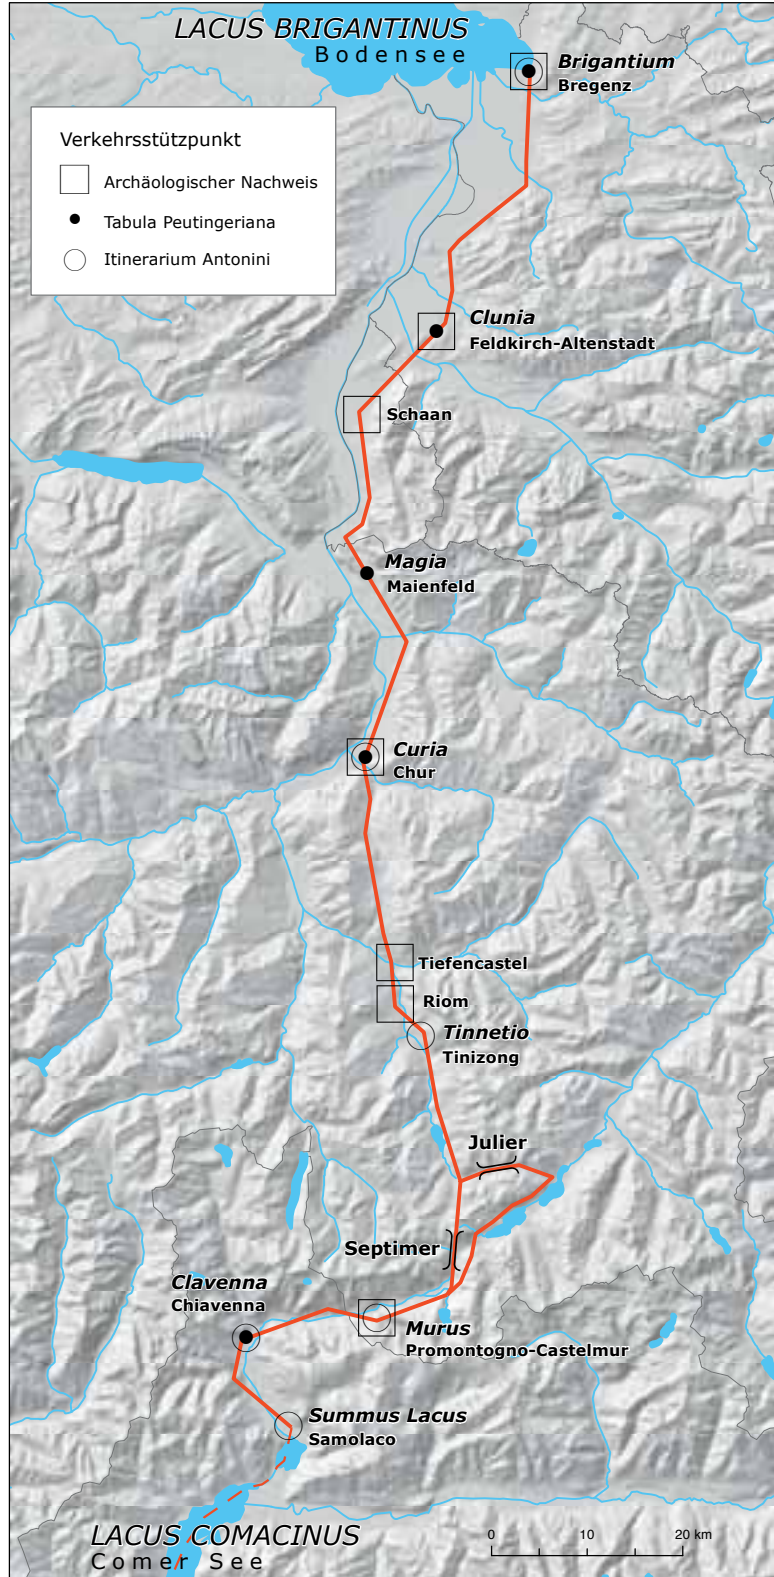 LACUS BRIGANTINUS
Bodensee
Brigantium
Bregenz
Verkehrsstützpunkt
Archäologischer Nachweis
Tabula Peutingeriana
Itinerarium Antonini
Clunia
Feldkirch-Altenstadt
Schaan
Magia
Maienfeld
Curia
Chur
Tiefencastel
Riom
Tinnetio
Tinizong
Julier
Septimer
Clavenna
Chiavenna
Murus
Promontogno-Castelmur
Summus Lacus
Samolaco
LACUS COMACINUS
Comer See
0 10 20 km